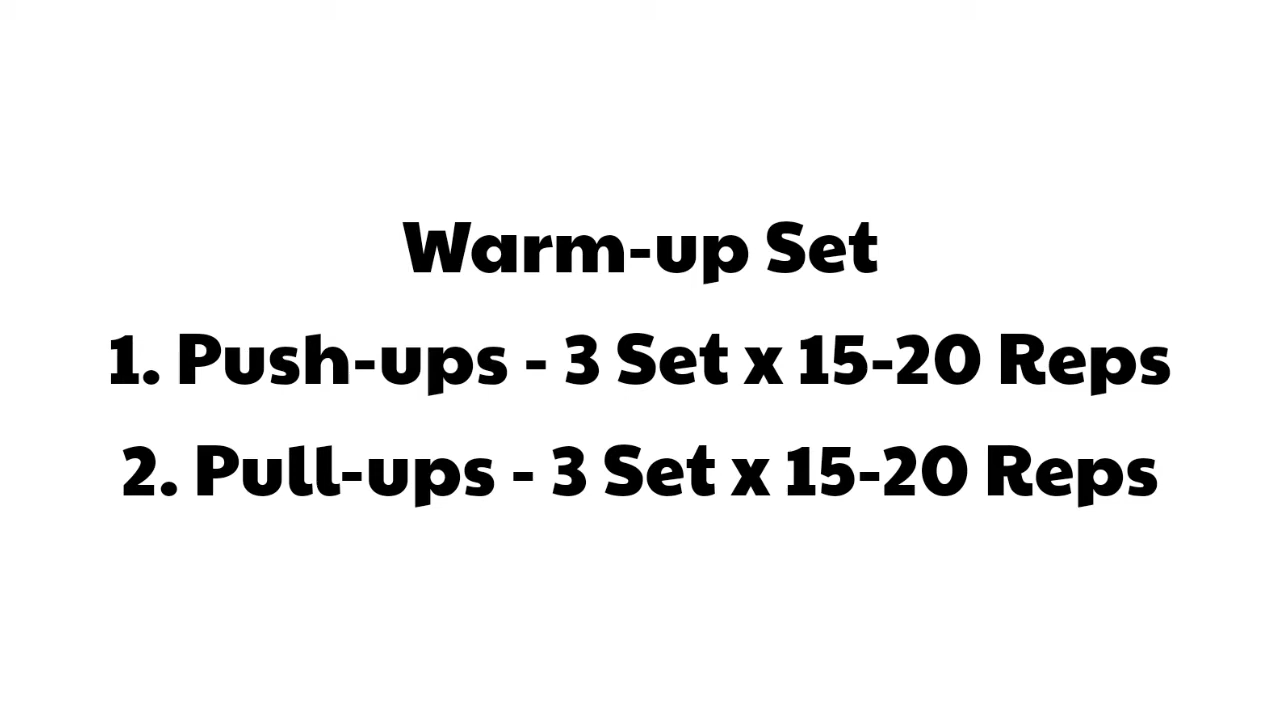 Warm-up Set
1. Push-ups - 3 Set x 15-20 Reps
2. Pull-ups - 3 Set x 15-20 Reps